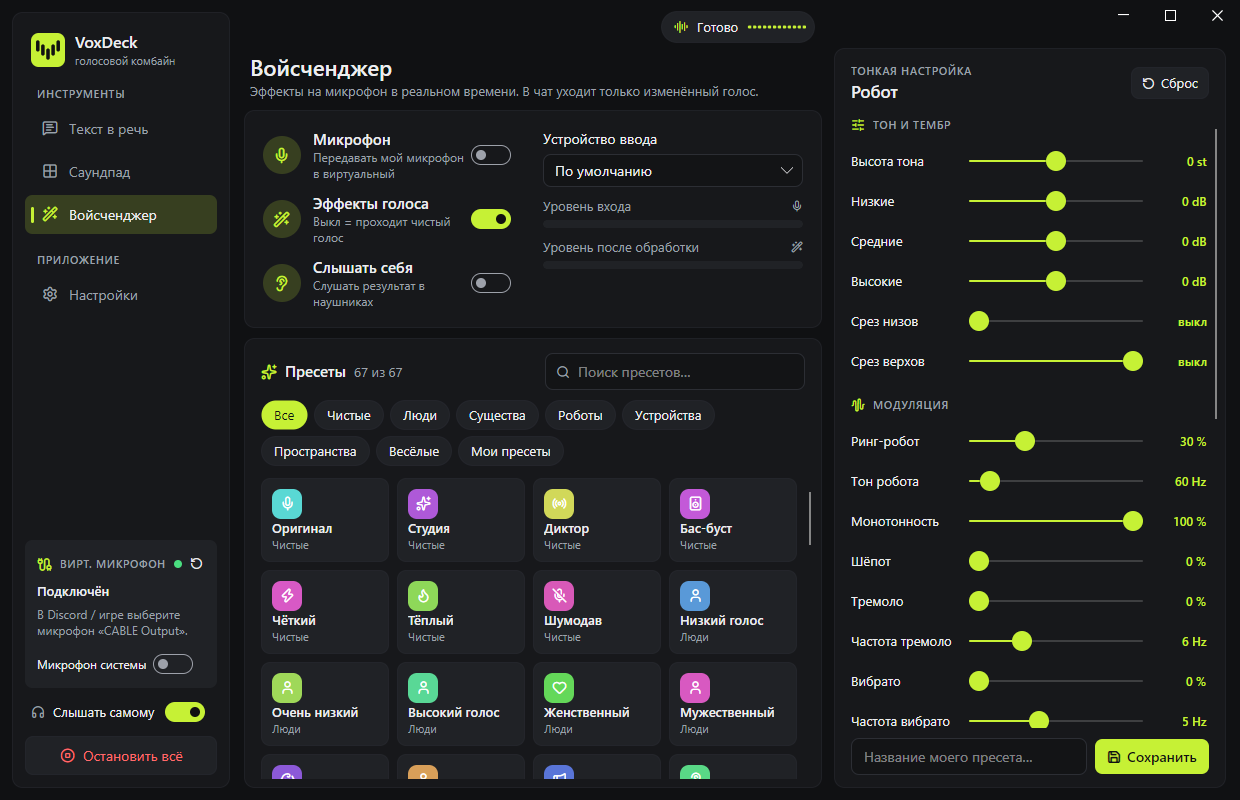 VoxDeck
голосовой комбайн
ИНСТРУМЕНТЫ
Текст в речь
Саундпад
Войсченджер
ПРИЛОЖЕНИЕ
Настройки
ВИРТ. МИКРОФОН
Подключён
В Discord / игре выберите
микрофон «CABLE Output».
Микрофон системы
Слышать самому
Остановить всё
Готово
Войсченджер
Эффекты на микрофон в реальном времени. В чат уходит только изменённый голос.
Микрофон
Передавать мой микрофон
в виртуальный
Эффекты голоса
Выкл = проходит чистый
голос
Слышать себя
Слушать результат в
наушниках
Устройство ввода
По умолчанию
Уровень входа
Уровень после обработки
Пресеты 67 из 67
Поиск пресетов...
Все Чистые Люди Существа Роботы Устройства
Пространства Весёлые Мои пресеты
Оригинал Студия Диктор Бас-буст
Чистые Чистые Чистые Чистые
Чёткий Тёплый Шумодав Низкий голос
Чистые Чистые Чистые Люди
Очень низкий Высокий голос Женственный Мужественный
Люди Люди Люди Люди
ТОНКАЯ НАСТРОЙКА
Робот
Сброс
ТОН И ТЕМБР
Высота тона 0 st
Низкие 0 dB
Средние 0 dB
Высокие 0 dB
Срез низов выкл
Срез верхов выкл
МОДУЛЯЦИЯ
Ринг-робот 30 %
Тон робота 60 Hz
Монотонность 100 %
Шёпот 0 %
Тремоло 0 %
Частота тремоло 6 Hz
Вибрато 0 %
Частота вибрато 5 Hz
Название моего пресета...
Сохранить